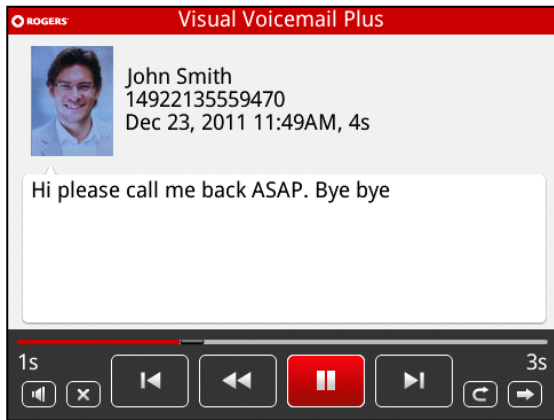 ROGERS
Visual Voicemail Plus
John Smith
14922135559470
Dec 23, 2011 11:49AM, 4s
Hi please call me back ASAP. Bye bye
1s
3s